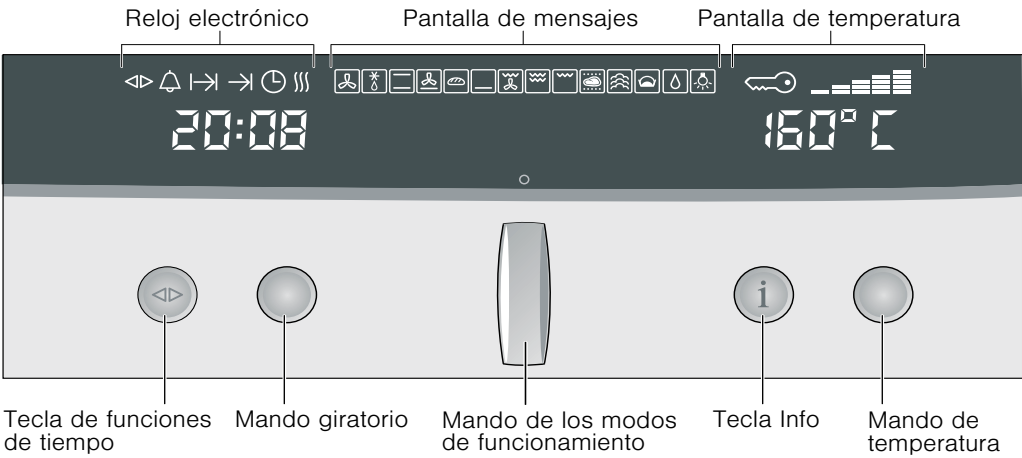 Reloj electrónico
Pantalla de mensajes
Pantalla de temperatura
20:08
160° C
i
Tecla de funciones
de tiempo
Mando giratorio
Mando de los modos
de funcionamiento
Tecla Info
Mando de
temperatura